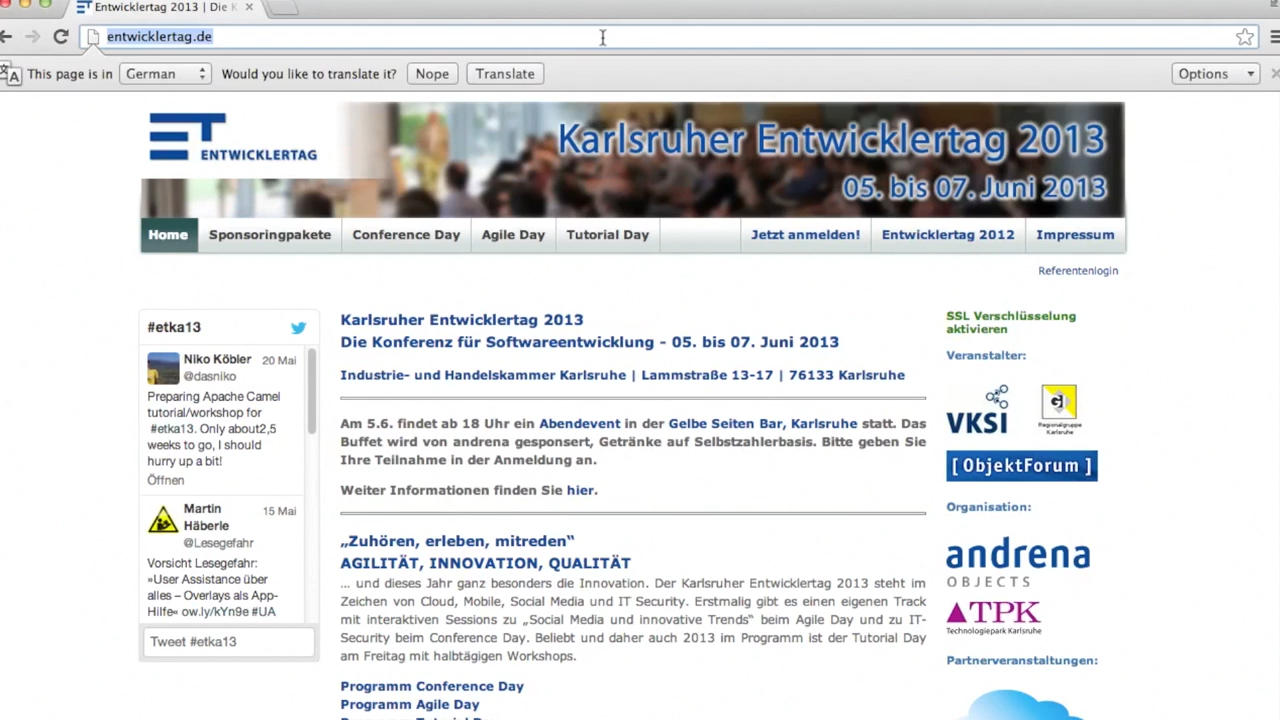 Entwicklertag 2013 | Die K
entwicklertag.de
This page is in German Would you like to translate it? Nope Translate Options
ENTWICKLERTAG
Karlsruher Entwicklertag 2013
05. bis 07. Juni 2013
Home Sponsoringpakete Conference Day Agile Day Tutorial Day Jetzt anmelden! Entwicklertag 2012 Impressum
Referentenlogin
#etka13
Niko Köbler 20 Mai
@dasniko
Preparing Apache Camel
tutorial/workshop for
#etka13. Only about2,5
weeks to go, I should
hurry up a bit!
Öffnen
Martin 15 Mai
Häberle
@Lesegefahr
Vorsicht Lesegefahr:
»User Assistance über
alles – Overlays als App-
Hilfe« ow.ly/kYn9e #UA
Tweet #etka13
Karlsruher Entwicklertag 2013
Die Konferenz für Softwareentwicklung - 05. bis 07. Juni 2013
Industrie- und Handelskammer Karlsruhe | Lammstraße 13-17 | 76133 Karlsruhe
Am 5.6. findet ab 18 Uhr ein Abendevent in der Gelbe Seiten Bar, Karlsruhe statt. Das
Buffet wird von andrena gesponsert, Getränke auf Selbstzahlerbasis. Bitte geben Sie
Ihre Teilnahme in der Anmeldung an.
Weiter Informationen finden Sie hier.
„Zuhören, erleben, mitreden“
AGILITÄT, INNOVATION, QUALITÄT
... und dieses Jahr ganz besonders die Innovation. Der Karlsruher Entwicklertag 2013 steht im
Zeichen von Cloud, Mobile, Social Media und IT Security. Erstmalig gibt es einen eigenen Track
mit interaktiven Sessions zu „Social Media und innovative Trends“ beim Agile Day und zu IT-
Security beim Conference Day. Beliebt und daher auch 2013 im Programm ist der Tutorial Day
am Freitag mit halbtägigen Workshops.
Programm Conference Day
Programm Agile Day
SSL Verschlüsselung
aktivieren
Veranstalter:
VKSI
GI
Regionalgruppe
Karlsruhe
[ ObjektForum ]
Organisation:
andrena
OBJECTS
TPK
Technologiepark Karlsruhe
Partnerveranstaltungen: